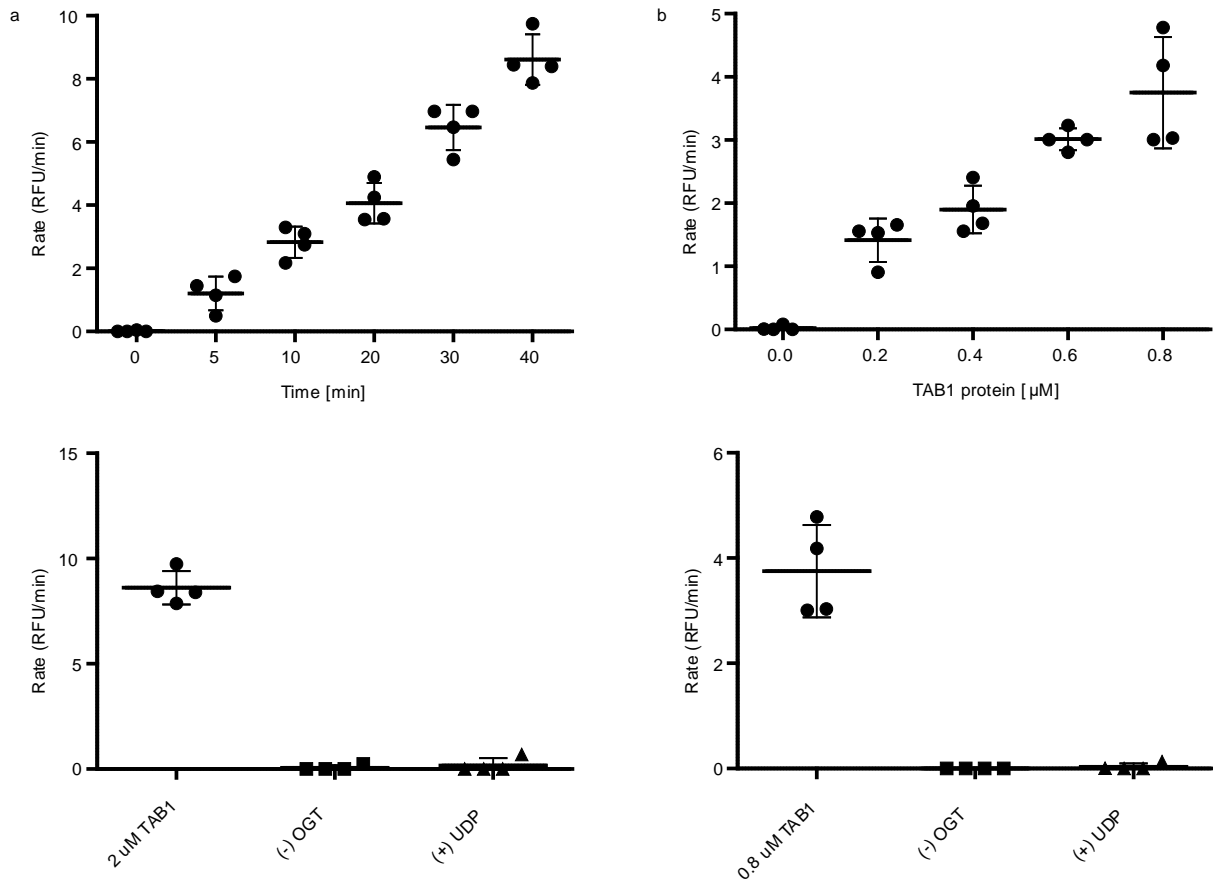 a
10
8
6
4
2
0
Rate (RFU/min)
0 5 10 20 30 40
Time [min]
b
5
4
3
2
1
0
Rate (RFU/min)
0.0 0.2 0.4 0.6 0.8
TAB1 protein [ µM]
15
10
5
0
Rate (RFU/min)
2 uM TAB1
(-) OGT
(+) UDP
6
4
2
0
Rate (RFU/min)
0.8 uM TAB1
(-) OGT
(+) UDP